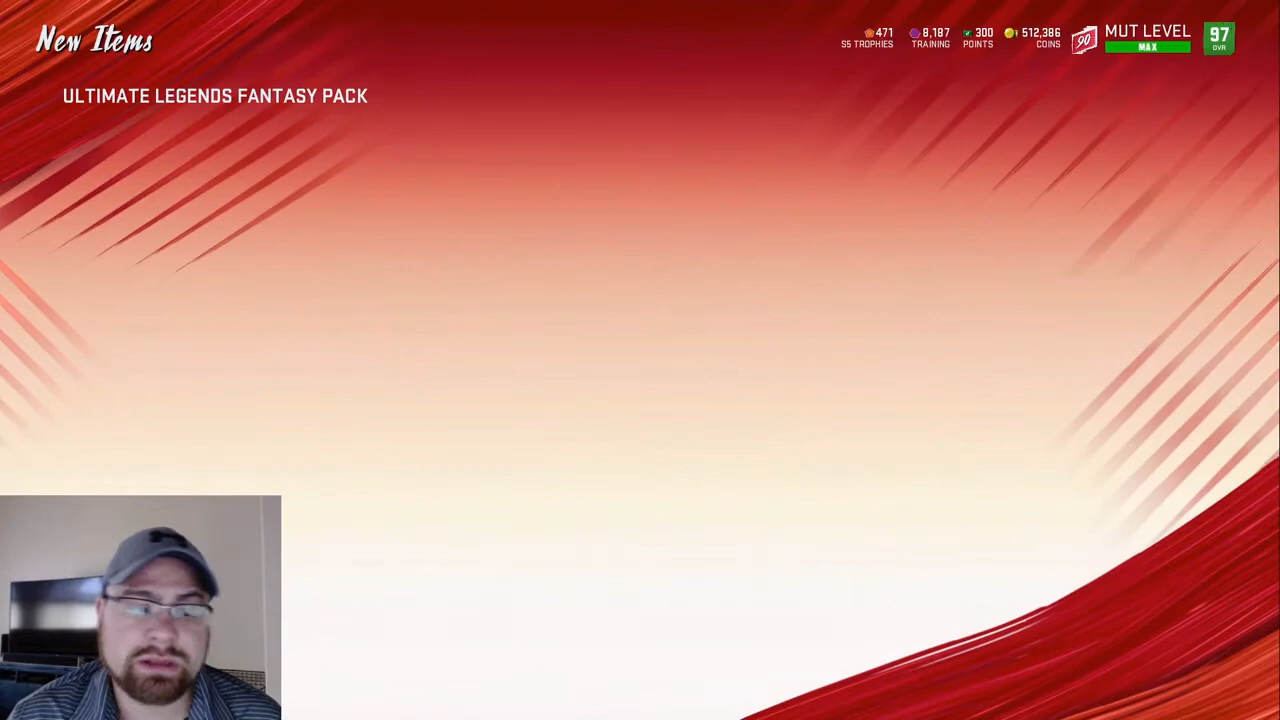 New Items
471
S5 TROPHIES
8,187
TRAINING
300
POINTS
512,386
COINS
90
MUT LEVEL
MAX
97
OVR
ULTIMATE LEGENDS FANTASY PACK